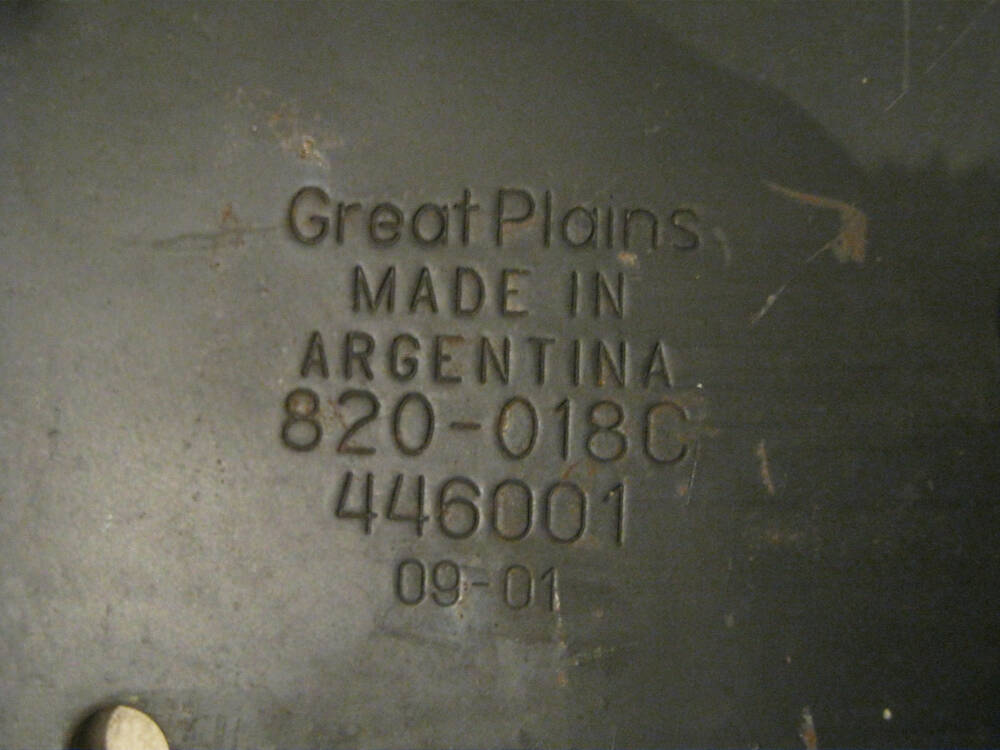 Great Plains
MADE IN
ARGENTINA
820-018C
446001
09-01